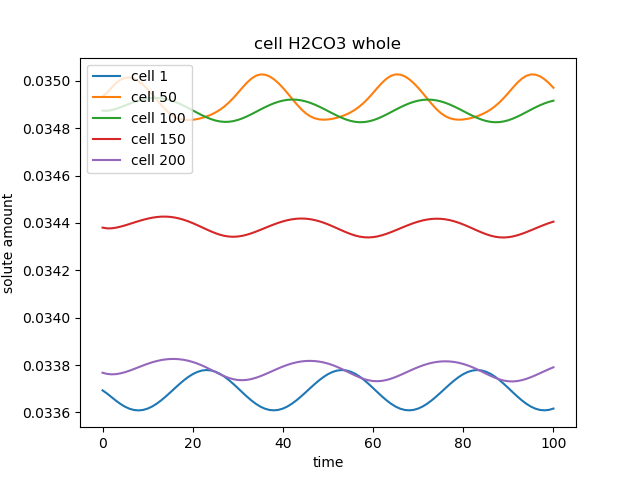 cell H2CO3 whole
cell 1
cell 50
cell 100
cell 150
cell 200
solute amount
0.0350
0.0348
0.0346
0.0344
0.0342
0.0340
0.0338
0.0336
0 20 40 60 80 100
time